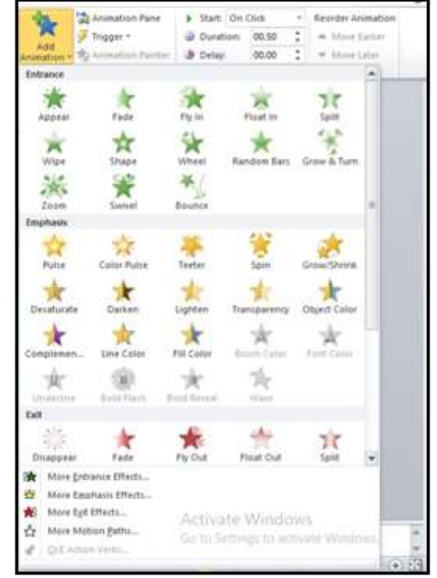 Animation Pane Start: On Click Reorder Animation
Add Animation Trigger Duration: 00.50 Move Earlier
Animation Painter Delay: 00.00 Move Later
Entrance
Appear Fade Fly In Float In Split
Wipe Shape Wheel Random Bars Grow & Turn
Zoom Swivel Bounce
Emphasis
Pulse Color Pulse Teeter Spin Grow/Shrink
Desaturate Darken Lighten Transparency Object Color
Complemen... Line Color Fill Color Brush Color Font Color
Underline Bold Flash Bold Reveal Wave
Exit
Disappear Fade Fly Out Float Out Split
More Entrance Effects...
More Emphasis Effects...
More Exit Effects...
More Motion Paths...
OLE Action Verbs...
Activate Windows
Go to Settings to activate Windows.